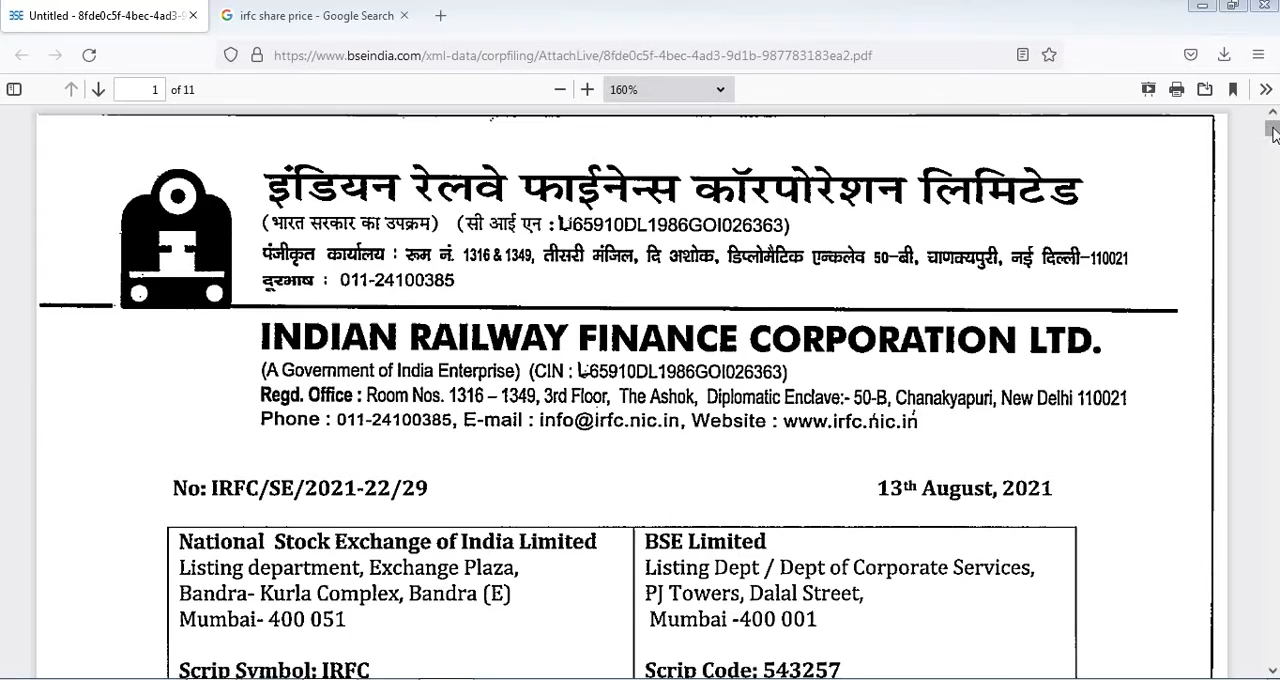 Untitled - 8fde0c5f-4bec-4ad3-9
irfc share price - Google Search
https://www.bseindia.com/xml-data/corpfiling/AttachLive/8fde0c5f-4bec-4ad3-9d1b-987783183ea2.pdf
1 of 11
160%
इंडियन रेलवे फाईनेन्स कॉरपोरेशन लिमिटेड
(भारत सरकार का उपक्रम) (सी आई एन : L65910DL1986GOI026363)
पंजीकृत कार्यालय : रूम नं. 1316 & 1349, तीसरी मंजिल, दि अशोक, डिप्लोमैटिक एन्कलेव 50-बी, चाणक्यपुरी, नई दिल्ली-110021
दूरभाष : 011-24100385
INDIAN RAILWAY FINANCE CORPORATION LTD.
(A Government of India Enterprise) (CIN : L65910DL1986GOI026363)
Regd. Office : Room Nos. 1316 – 1349, 3rd Floor, The Ashok, Diplomatic Enclave:- 50-B, Chanakyapuri, New Delhi 110021
Phone : 011-24100385, E-mail : info@irfc.nic.in, Website : www.irfc.nic.in
No: IRFC/SE/2021-22/29
13th August, 2021
National Stock Exchange of India Limited
Listing department, Exchange Plaza,
Bandra- Kurla Complex, Bandra (E)
Mumbai- 400 051
Scrip Symbol: IRFC
BSE Limited
Listing Dept / Dept of Corporate Services,
PJ Towers, Dalal Street,
Mumbai -400 001
Scrip Code: 543257